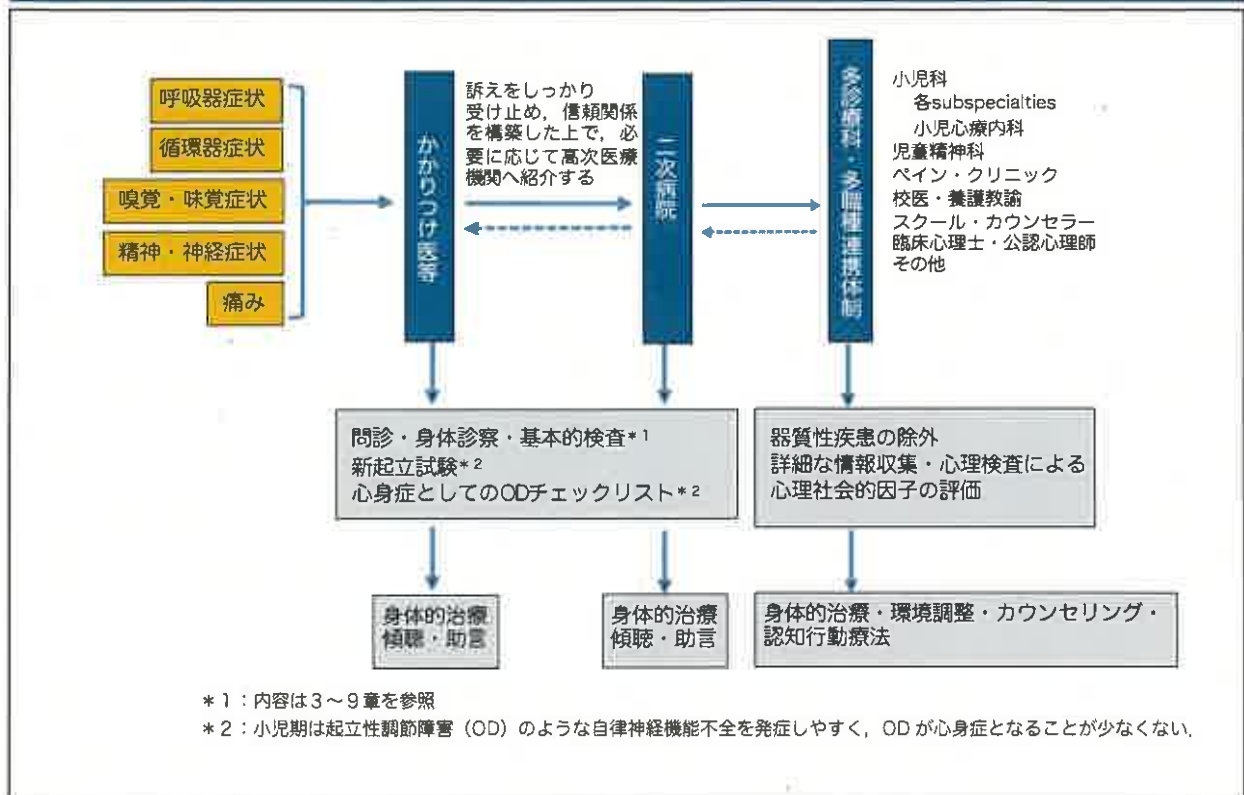 呼吸器症状
循環器症状
嗅覚・味覚症状
精神・神経症状
痛み
かかりつけ医等
訴えをしっかり
受け止め，信頼関係
を構築した上で，必
要に応じて高次医療
機関へ紹介する
二次病院
多診療科・多職種連携体制
小児科
各subspecialties
小児心療内科
児童精神科
ペイン・クリニック
校医・養護教諭
スクール・カウンセラー
臨床心理士・公認心理師
その他
問診・身体診察・基本的検査*1
新起立試験*2
心身症としてのODチェックリスト*2
器質性疾患の除外
詳細な情報収集・心理検査による
心理社会的因子の評価
身体的治療
傾聴・助言
身体的治療
傾聴・助言
身体的治療・環境調整・カウンセリング・
認知行動療法
*1：内容は3～9章を参照
*2：小児期は起立性調節障害（OD）のような自律神経機能不全を発症しやすく，ODが心身症となることが少なくない．